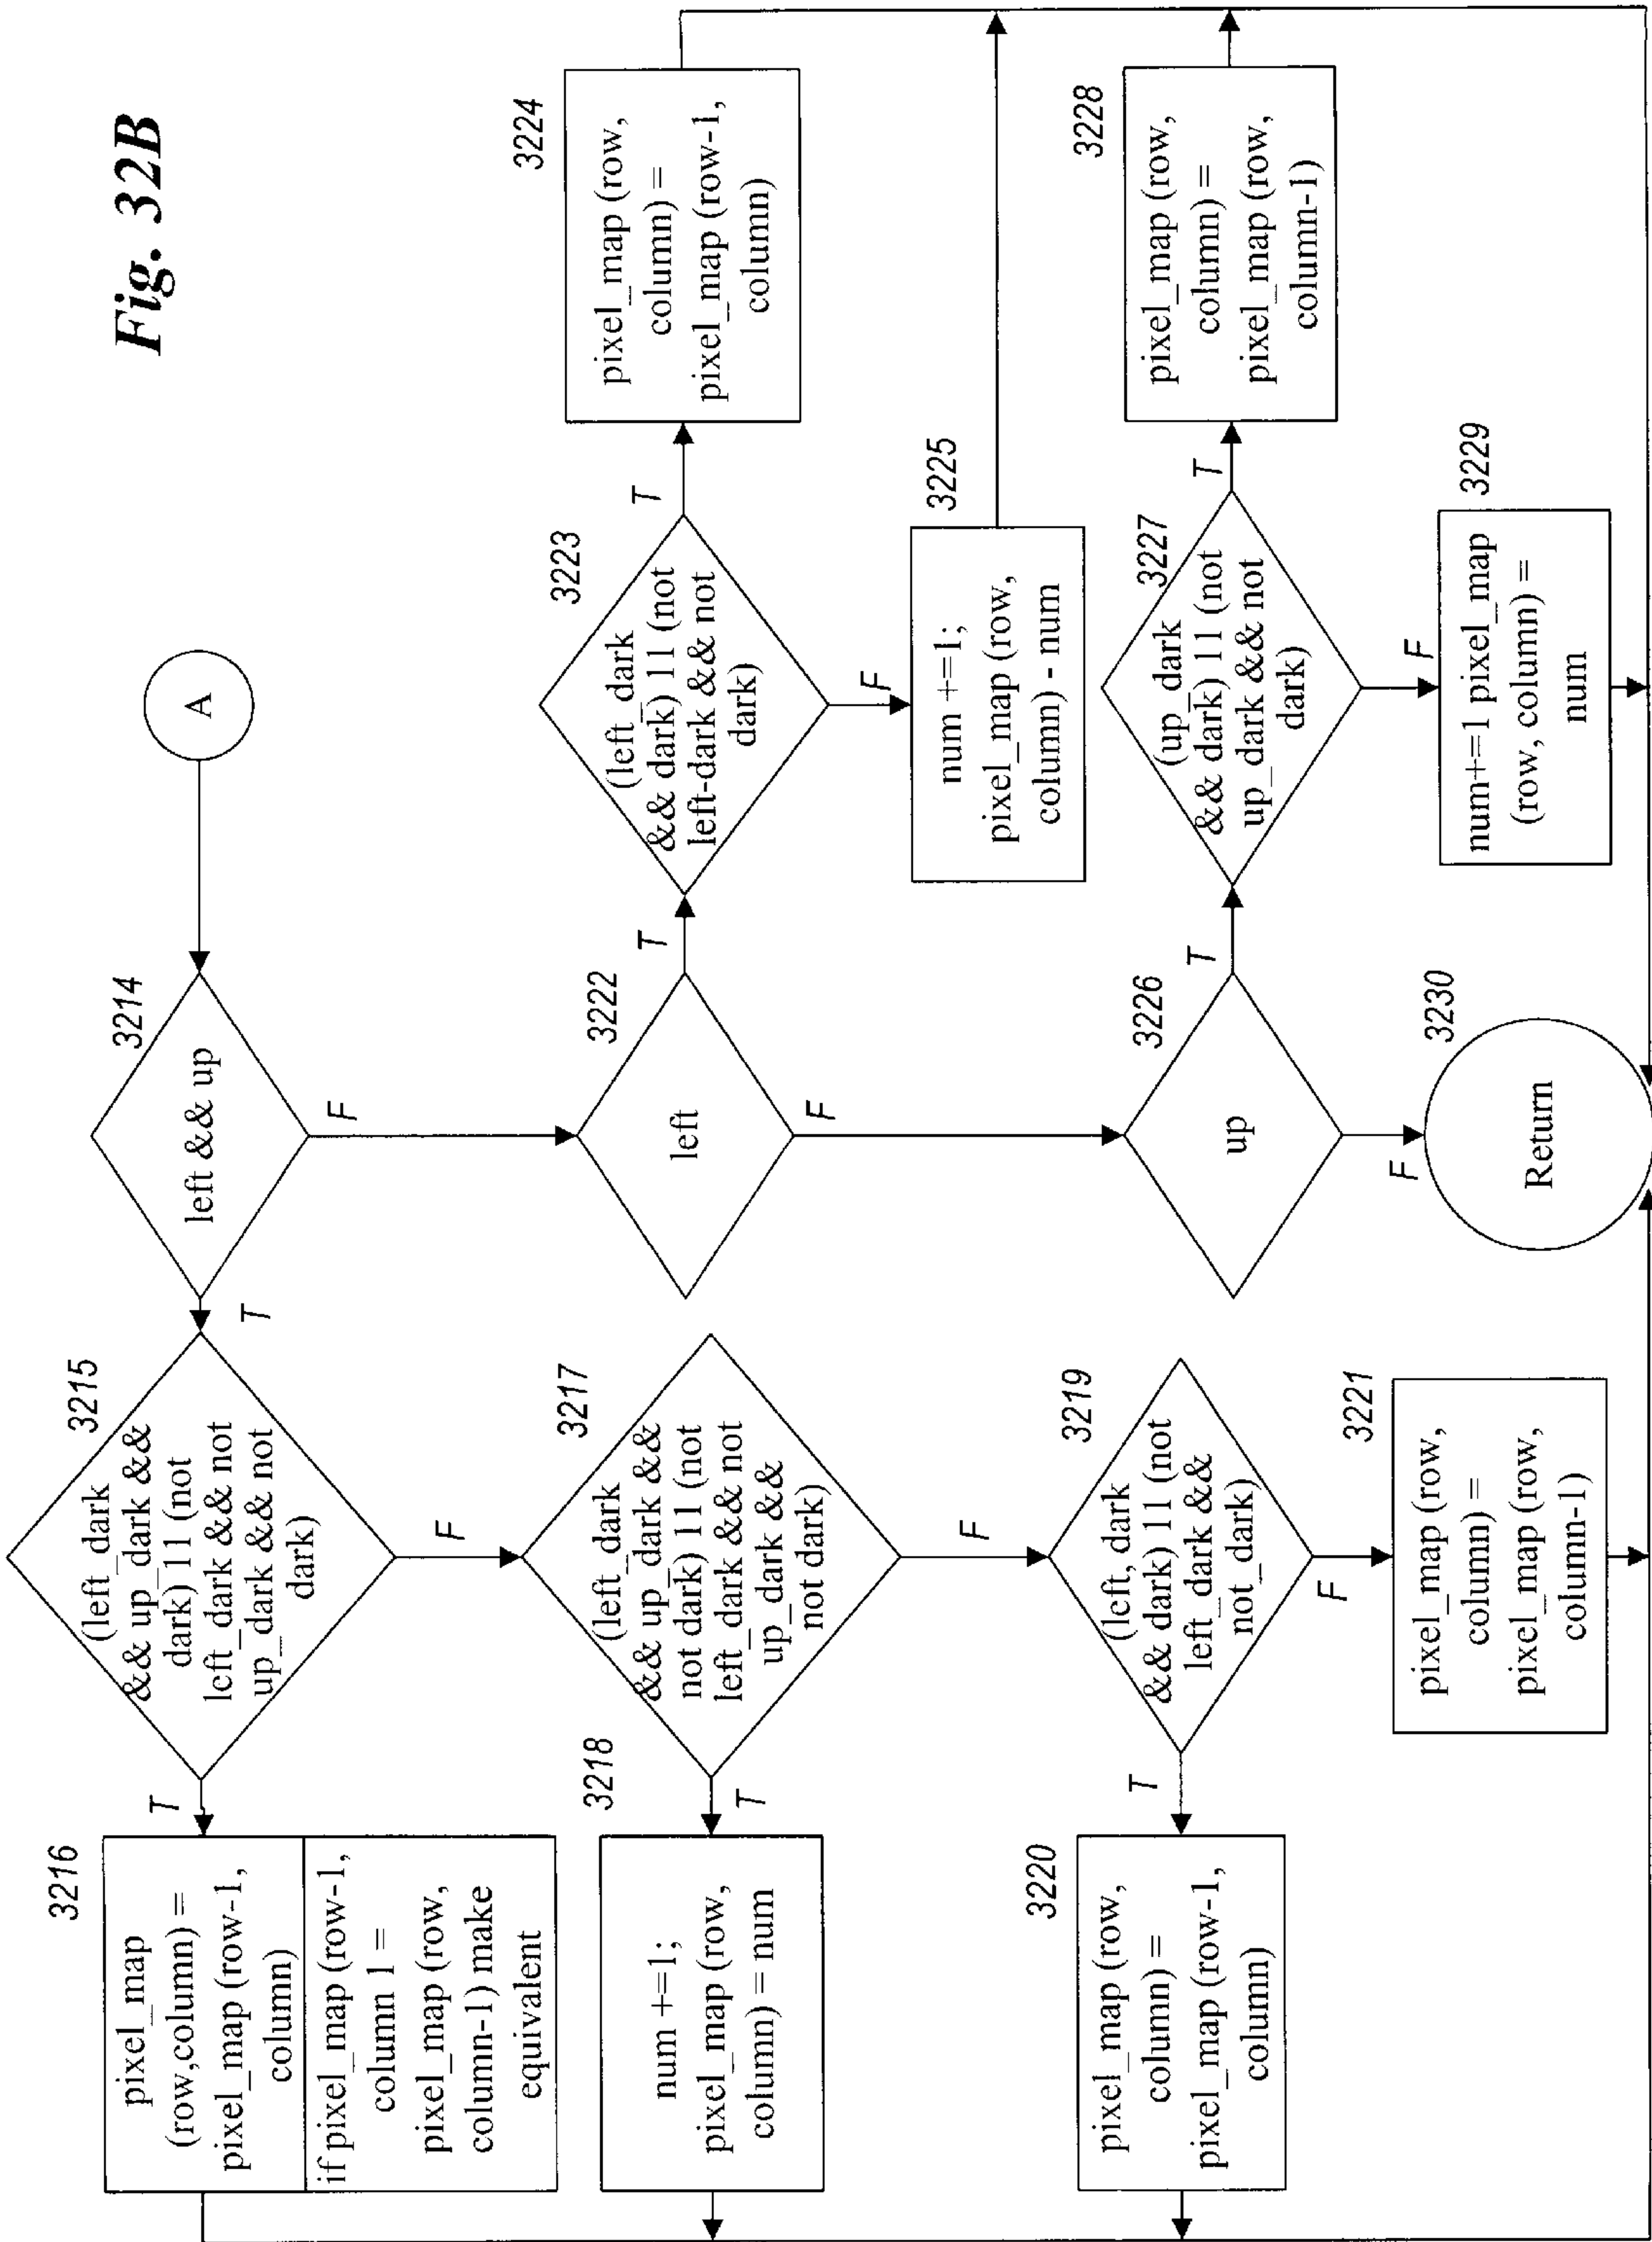 Fig. 32B
A
3214
left && up
F
T
3215
(left_dark
&& up_dark &&
dark) 11 (not
left_dark && not
up_dark && not
dark)
T
F
3216
pixel_map
(row,column) =
pixel_map (row-1,
column)
if pixel_map (row-1,
column 1 =
pixel_map (row,
column-1) make
equivalent
3217
(left_dark
&& up_dark &&
not dark) 11 (not
left_dark && not
up_dark &&
not dark)
T
F
3218
num +=1;
pixel_map (row,
column) = num
3219
(left, dark
&& dark) 11 (not
left_dark &&
not_dark)
T
F
3220
pixel_map (row,
column) =
pixel_map (row-1,
column)
3221
pixel_map (row,
column) =
pixel_map (row,
column-1)
3222
left
T
F
3223
(left_dark
&& dark) 11 (not
left-dark && not
dark)
T
F
3224
pixel_map (row,
column) =
pixel_map (row-1,
column)
3225
num +=1;
pixel_map (row,
column) - num
3226
up
T
F
3227
(up_dark
&& dark) 11 (not
up_dark && not
dark)
T
F
3228
pixel_map (row,
column) =
pixel_map (row,
column-1)
3229
num+=1 pixel_map
(row, column) =
num
3230
Return